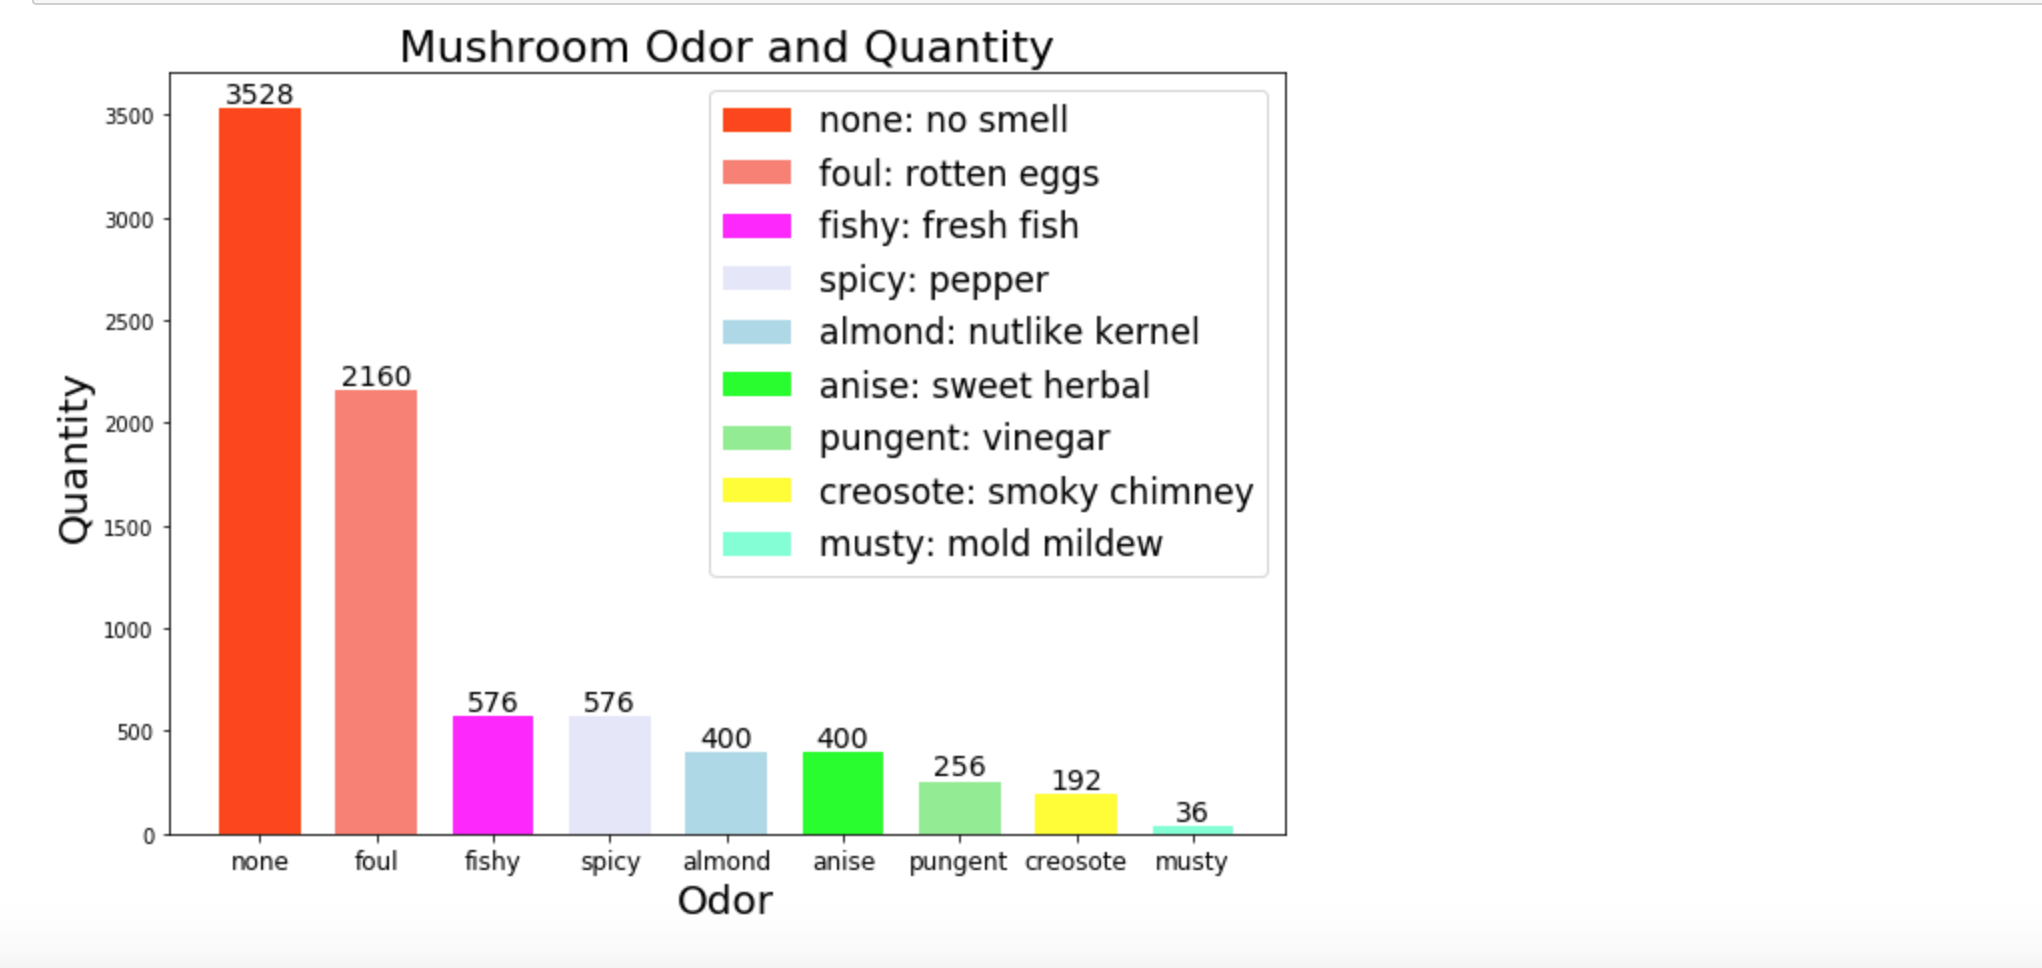 Mushroom Odor and Quantity
3528
2160
576
576
400
400
256
192
36
none: no smell
foul: rotten eggs
fishy: fresh fish
spicy: pepper
almond: nutlike kernel
anise: sweet herbal
pungent: vinegar
creosote: smoky chimney
musty: mold mildew
Quantity
3500
3000
2500
2000
1500
1000
500
0
none foul fishy spicy almond anise pungent creosote musty
Odor